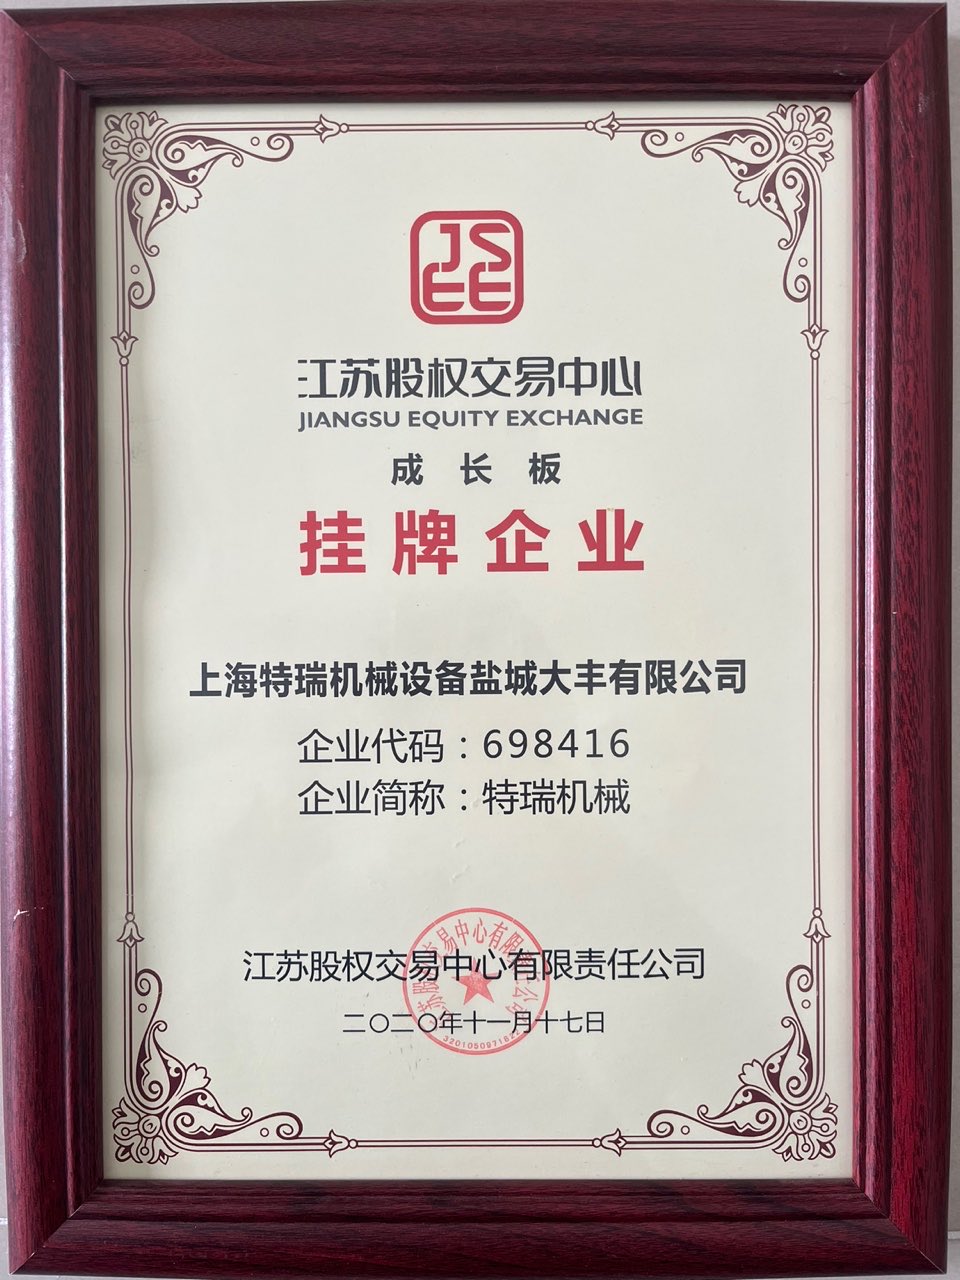 JS
EE
江苏股权交易中心
JIANGSU EQUITY EXCHANGE
成长板
挂牌企业
上海特瑞机械设备盐城大丰有限公司
企业代码：698416
企业简称：特瑞机械
江苏股权交易中心有限责任公司
二〇二〇年十一月十七日